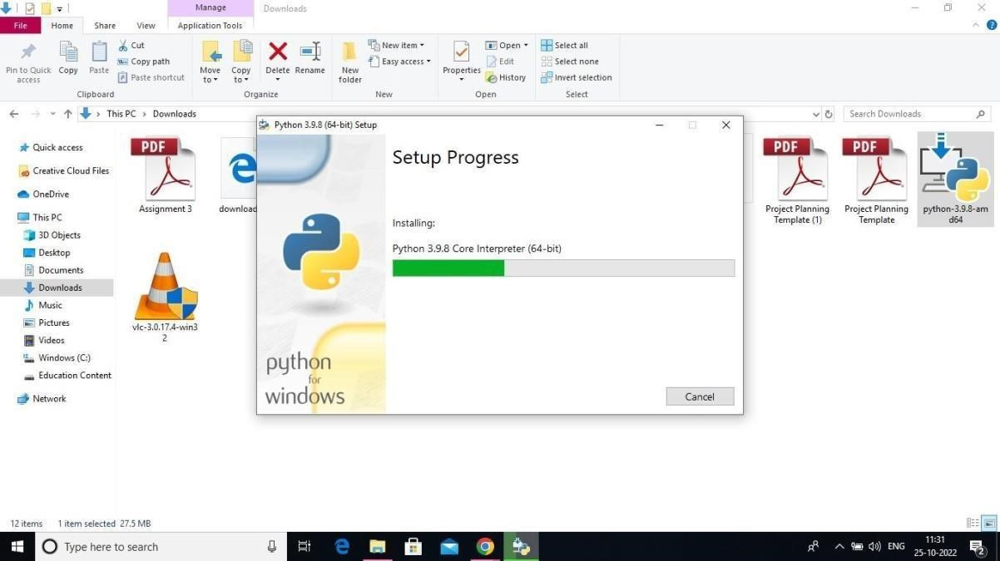 Manage
Downloads
File
Home
Share
View
Application Tools
Pin to Quick
access
Copy
Paste
Cut
Copy path
Paste shortcut
Clipboard
Move
to
Copy
to
Delete
Rename
Organize
New
folder
New item
Easy access
New
Properties
Open
Edit
History
Open
Select all
Select none
Invert selection
Select
This PC
Downloads
Search Downloads
Quick access
Creative Cloud Files
OneDrive
This PC
3D Objects
Desktop
Documents
Downloads
Music
Pictures
Videos
Windows (C:)
Education Content
Network
PDF
Assignment 3
download
vlc-3.0.17.4-win3
2
Python 3.9.8 (64-bit) Setup
Setup Progress
Installing:
Python 3.9.8 Core Interpreter (64-bit)
python
for
windows
Cancel
PDF
Project Planning
Template (1)
PDF
Project Planning
Template
python-3.9.8-am
d64
12 items
1 item selected 27.5 MB
Type here to search
ENG
11:31
25-10-2022
2